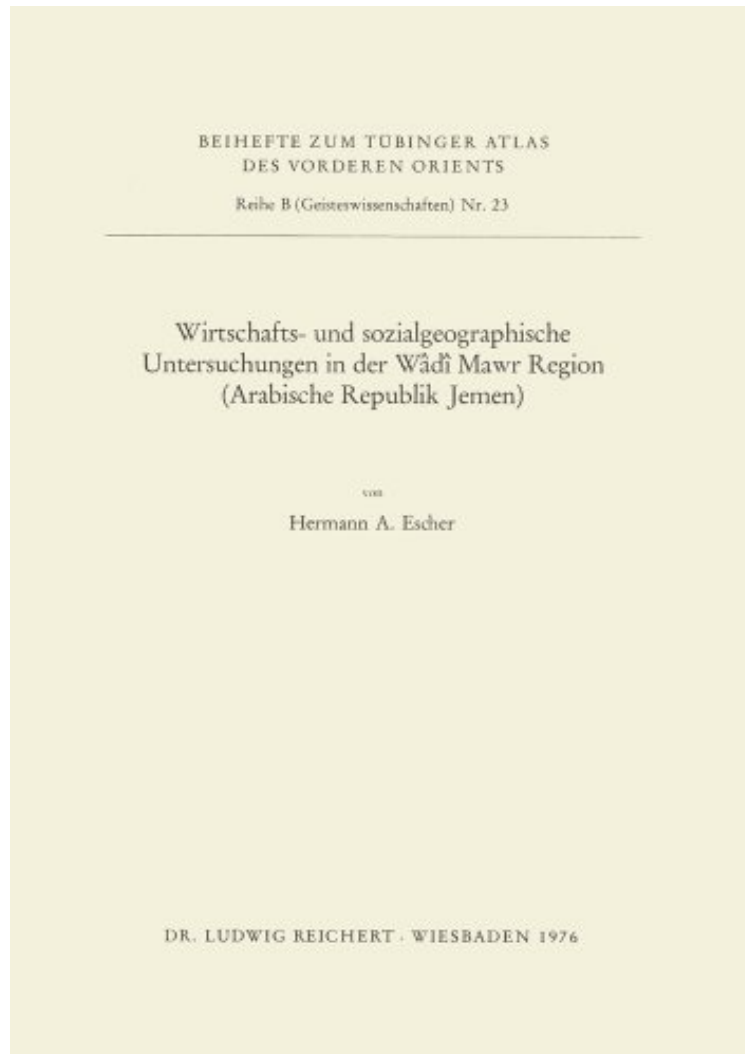 BEIHEFTE ZUM TÜBINGER ATLAS
DES VORDEREN ORIENTS
Reihe B (Geisteswissenschaften) Nr. 23
Wirtschafts- und sozialgeographische
Untersuchungen in der Wâdî Mawr Region
(Arabische Republik Jemen)
von
Hermann A. Escher
DR. LUDWIG REICHERT · WIESBADEN 1976